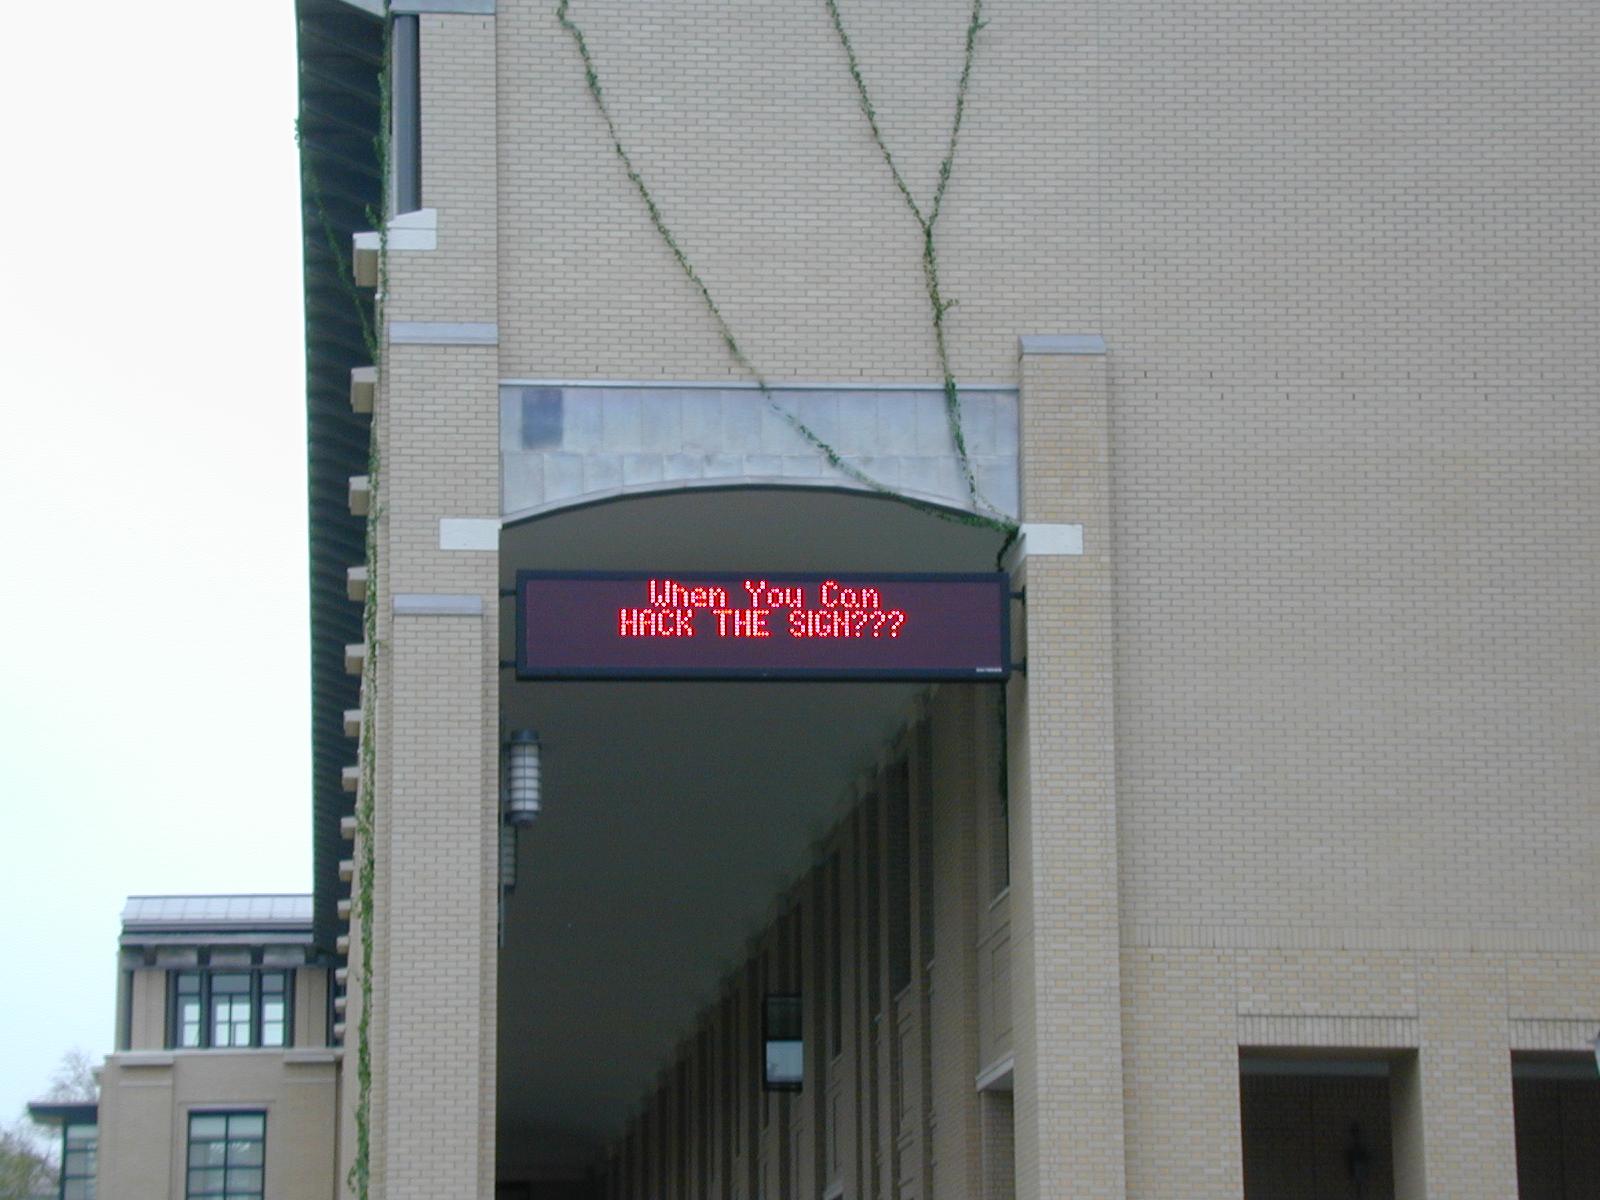 When You Can
HACK THE SIGN???